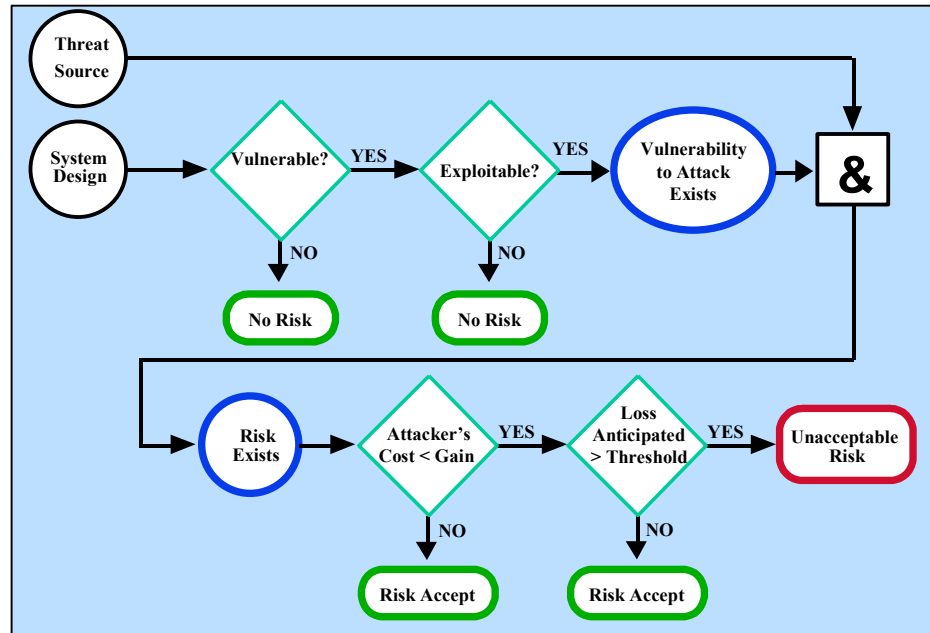 Threat
Source
System
Design
Vulnerable?
YES
Exploitable?
YES
Vulnerability
to Attack
Exists
&
NO
No Risk
NO
No Risk
Risk
Exists
Attacker's
Cost < Gain
YES
Loss
Anticipated
> Threshold
YES
Unacceptable
Risk
NO
Risk Accept
NO
Risk Accept